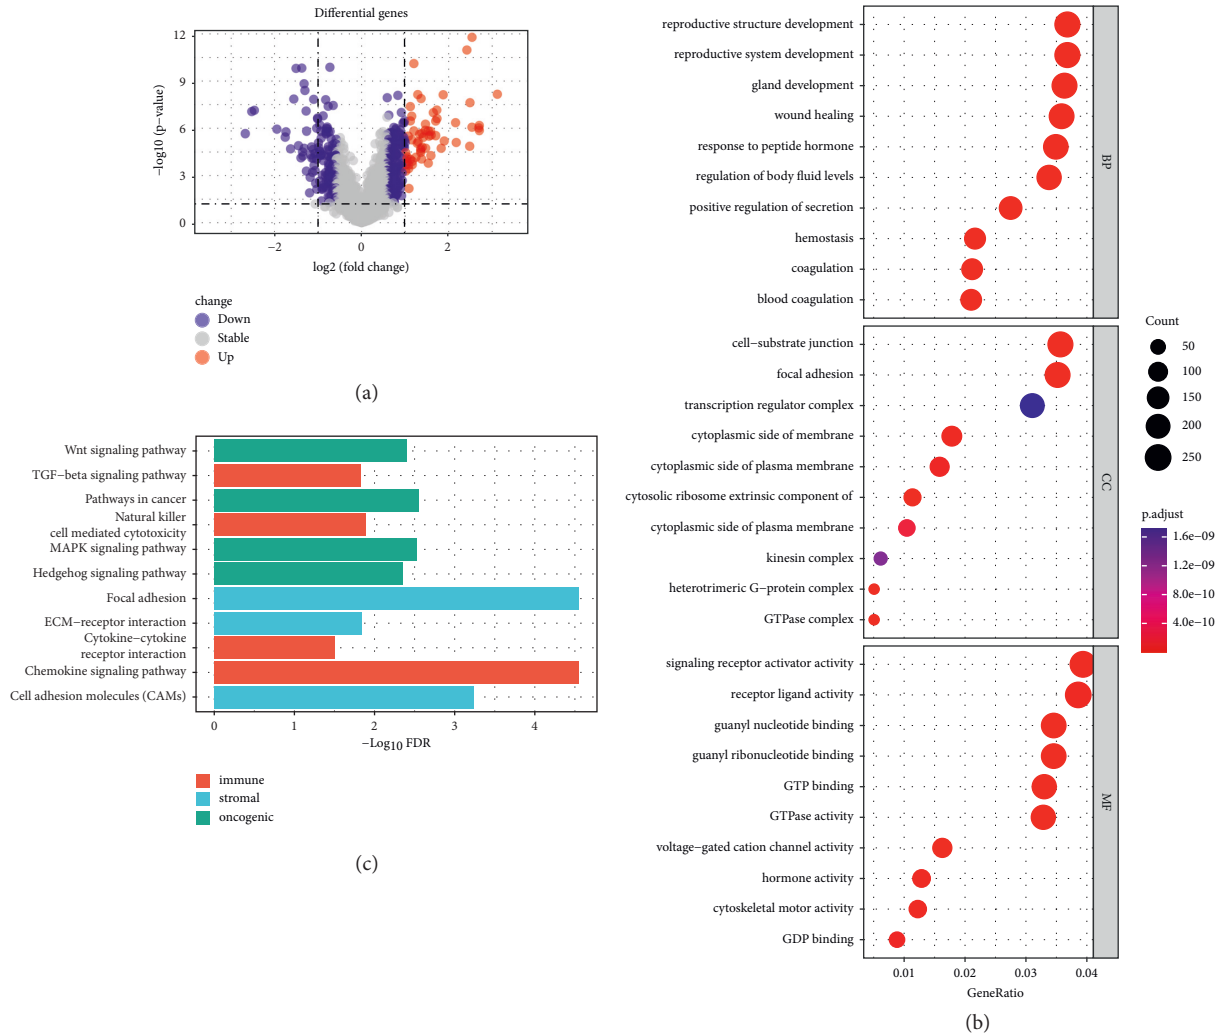 Differential genes
12
9
6
3
0
−log10 (p−value)
−2
0
2
log2 (fold change)
change
Down
Stable
Up
(a)
reproductive structure development
reproductive system development
gland development
wound healing
response to peptide hormone
regulation of body fluid levels
positive regulation of secretion
hemostasis
coagulation
blood coagulation
BP
cell−substrate junction
focal adhesion
transcription regulator complex
cytoplasmic side of membrane
cytoplasmic side of plasma membrane
cytosolic ribosome extrinsic component of
cytoplasmic side of plasma membrane
kinesin complex
heterotrimeric G−protein complex
GTPase complex
CC
signaling receptor activator activity
receptor ligand activity
guanyl nucleotide binding
guanyl ribonucleotide binding
GTP binding
GTPase activity
voltage−gated cation channel activity
hormone activity
cytoskeletal motor activity
GDP binding
MF
0.01
0.02
0.03
0.04
GeneRatio
Count
50
100
150
200
250
p.adjust
1.6e−09
1.2e−09
8.0e−10
4.0e−10
(b)
Wnt signaling pathway
TGF−beta signaling pathway
Pathways in cancer
Natural killer
cell mediated cytotoxicity
MAPK signaling pathway
Hedgehog signaling pathway
Focal adhesion
ECM−receptor interaction
Cytokine−cytokine
receptor interaction
Chemokine signaling pathway
Cell adhesion molecules (CAMs)
0
1
2
3
4
−Log10 FDR
immune
stromal
oncogenic
(c)